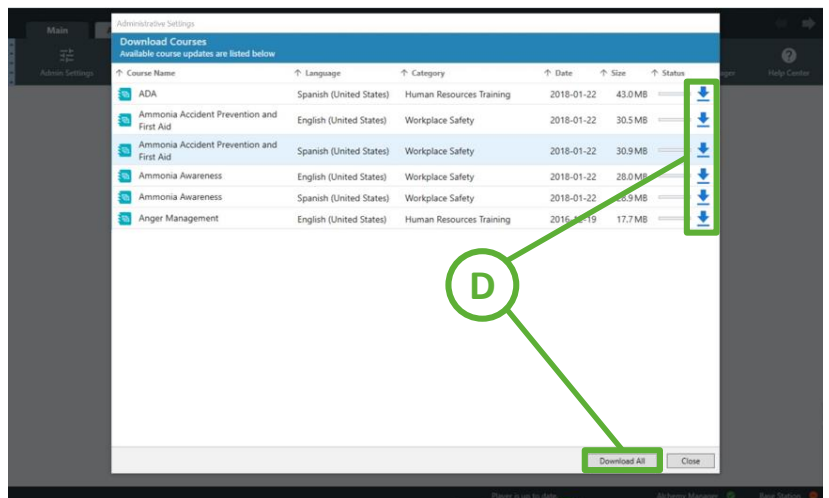 Administrative Settings
Main
Download Courses
Available course updates are listed below
Admin Settings
Help Center
↑ Course Name ↑ Language ↑ Category ↑ Date ↑ Size ↑ Status
ADA Spanish (United States) Human Resources Training 2018-01-22 43.0 MB
Ammonia Accident Prevention and
First Aid English (United States) Workplace Safety 2018-01-22 30.5 MB
Ammonia Accident Prevention and
First Aid Spanish (United States) Workplace Safety 2018-01-22 30.9 MB
Ammonia Awareness English (United States) Workplace Safety 2018-01-22 28.0 MB
Ammonia Awareness Spanish (United States) Workplace Safety 2018-01-22 28.9 MB
Anger Management English (United States) Human Resources Training 2016-12-19 17.7 MB
D
Download All Close
Player is up to date Alchemy Manager Base Station